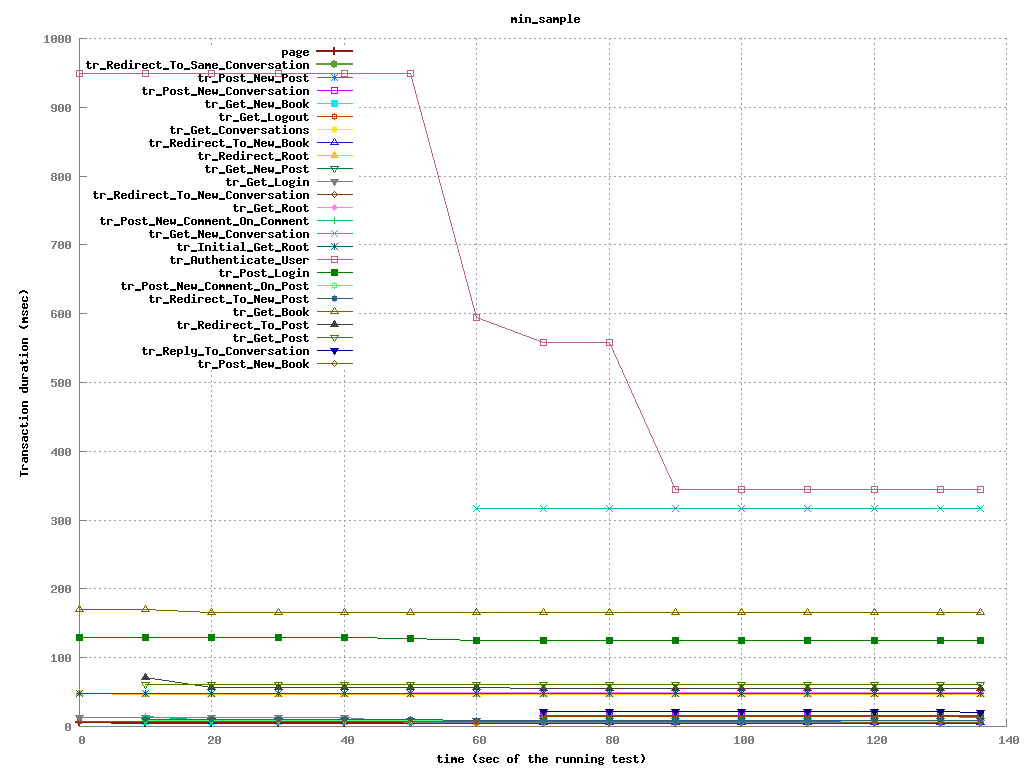 min_sample
1000
900
800
700
600
500
400
300
200
100
0
Transaction duration (msec)
page
tr_Redirect_To_Same_Conversation
tr_Post_New_Post
tr_Post_New_Conversation
tr_Get_New_Book
tr_Get_Logout
tr_Get_Conversations
tr_Redirect_To_New_Book
tr_Redirect_Root
tr_Get_New_Post
tr_Get_Login
tr_Redirect_To_New_Conversation
tr_Get_Root
tr_Post_New_Comment_On_Comment
tr_Get_New_Conversation
tr_Initial_Get_Root
tr_Authenticate_User
tr_Post_Login
tr_Post_New_Comment_On_Post
tr_Redirect_To_New_Post
tr_Get_Book
tr_Redirect_To_Post
tr_Get_Post
tr_Reply_To_Conversation
tr_Post_New_Book
0 20 40 60 80 100 120 140
time (sec of the running test)